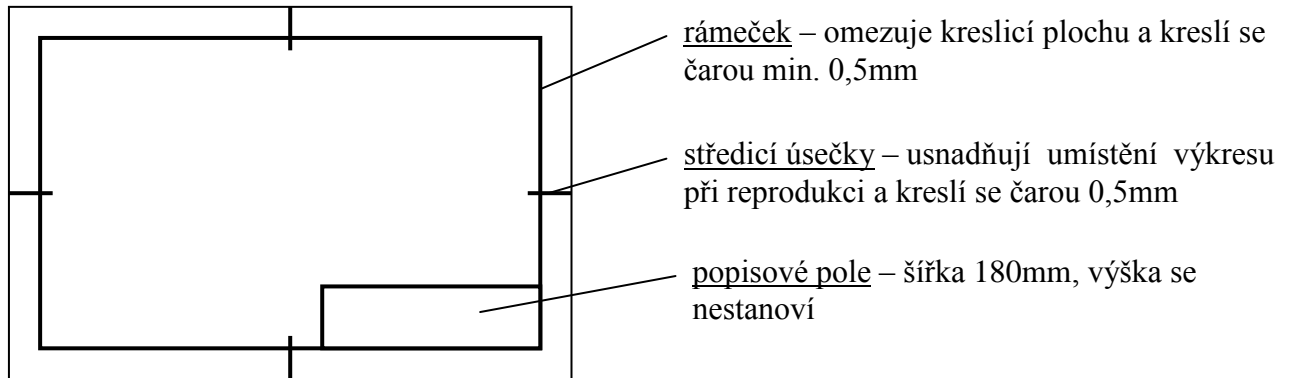 rámeček – omezuje kreslicí plochu a kreslí se
čarou min. 0,5mm
středicí úsečky – usnadňují umístění výkresu
při reprodukci a kreslí se čarou 0,5mm
popisové pole – šířka 180mm, výška se
nestanoví